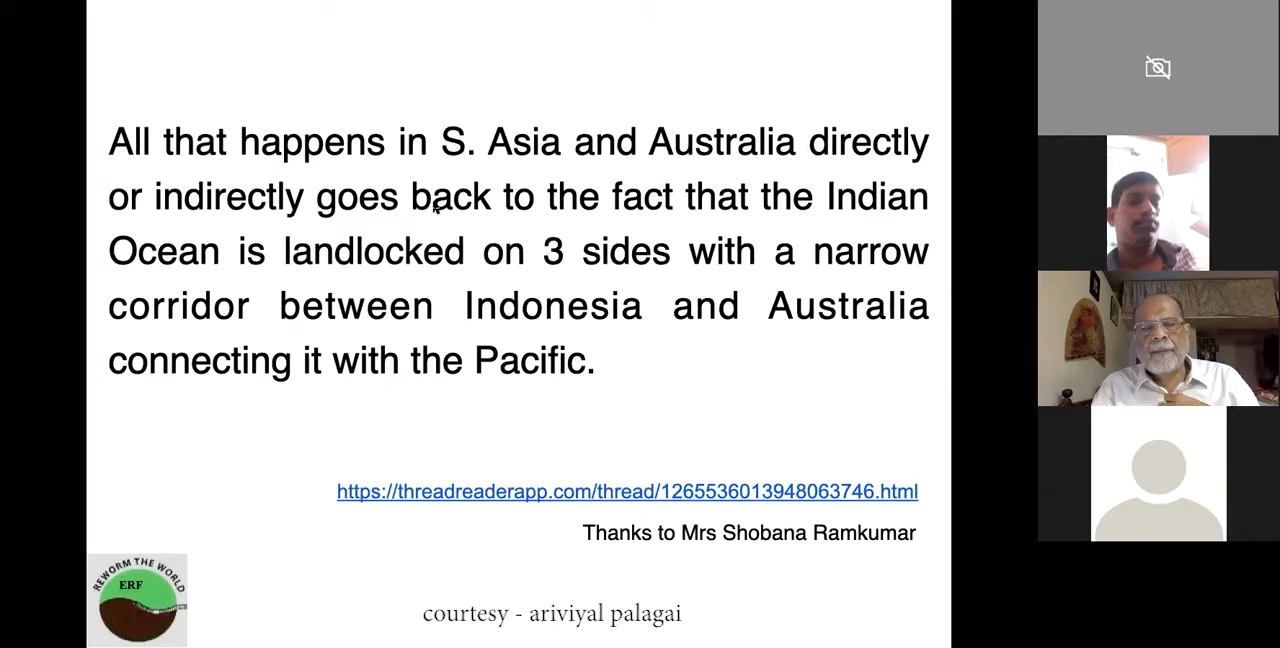 All that happens in S. Asia and Australia directly
or indirectly goes back to the fact that the Indian
Ocean is landlocked on 3 sides with a narrow
corridor between Indonesia and Australia
connecting it with the Pacific.
https://threadreaderapp.com/thread/1265536013948063746.html
Thanks to Mrs Shobana Ramkumar
REWORM THE WORLD
ERF
courtesy - ariviyal palagai